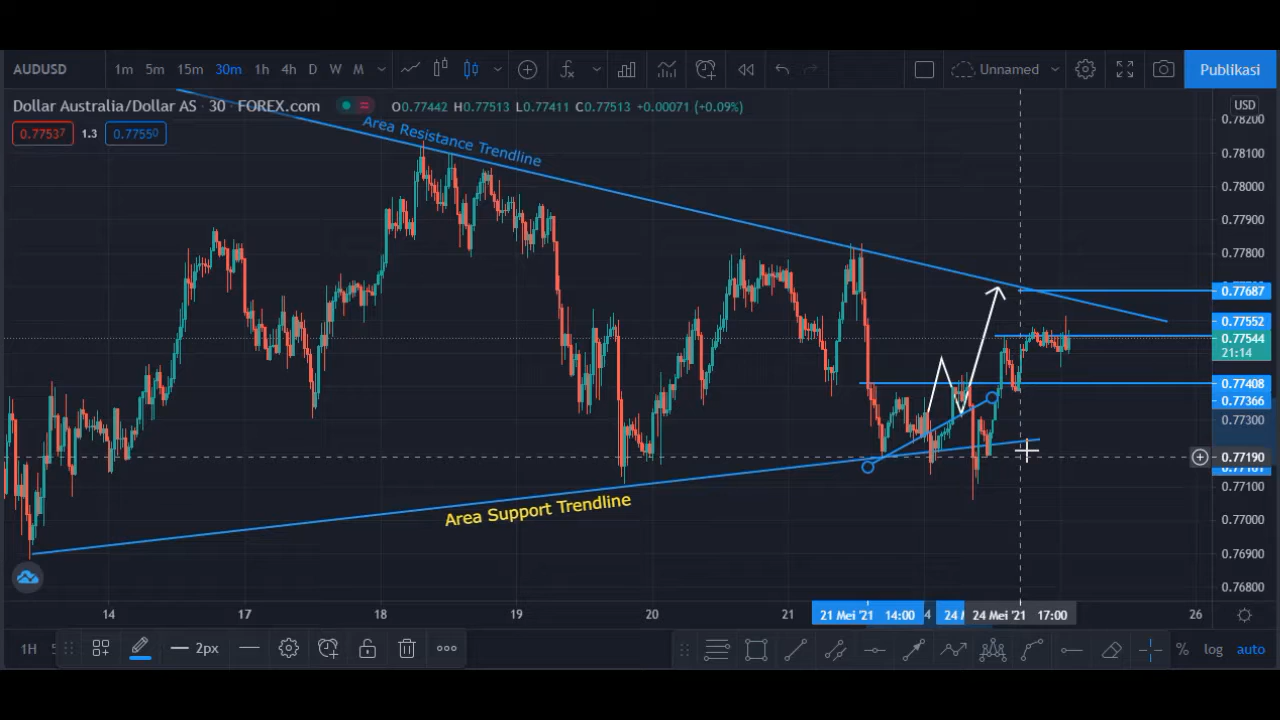 AUDUSD 1m 5m 15m 30m 1h 4h D W M Unnamed Publikasi
Dollar Australia/Dollar AS · 30 · FOREX.com O0.77442 H0.77513 L0.77411 C0.77513 +0.00071 (+0.09%)
USD
0.77537 1.3 0.77550
Area Resistance Trendline
0.78200
0.78100
0.78000
0.77900
0.77800
0.77687
0.77552
0.77544
21:14
0.77408
0.77366
0.77300
0.77190
0.77100
0.77000
0.76900
0.76800
Area Support Trendline
14 17 18 19 20 21 21 Mei '21 14:00 24 Mei '21 17:00 26
1H 2px % log auto